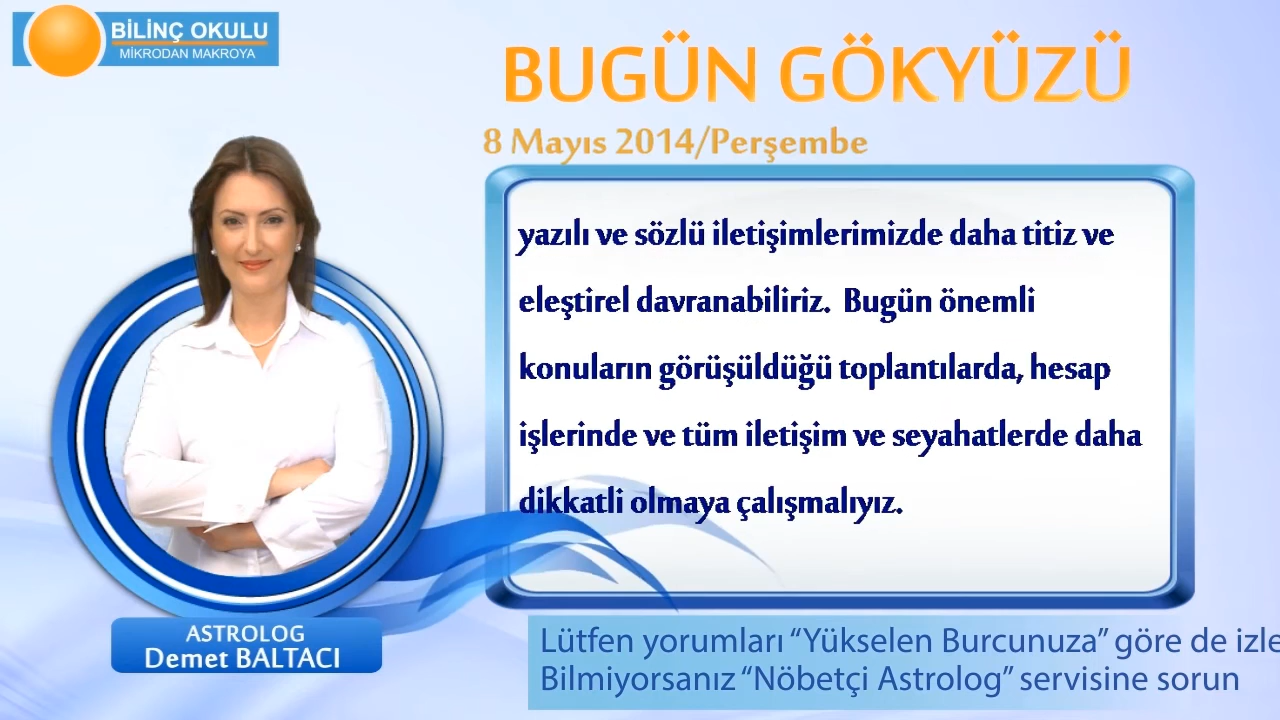 BİLİNÇ OKULU
MİKRODAN MAKROYA
BUGÜN GÖKYÜZÜ
8 Mayıs 2014/Perşembe
yazılı ve sözlü iletişimlerimizde daha titiz ve
eleştirel davranabiliriz. Bugün önemli
konuların görüşüldüğü toplantılarda, hesap
işlerinde ve tüm iletişim ve seyahatlerde daha
dikkatli olmaya çalışmalıyız.
ASTROLOG
Demet BALTACI
Lütfen yorumları “Yükselen Burcunuza” göre de izle
Bilmiyorsanız “Nöbetçi Astrolog” servisine sorun